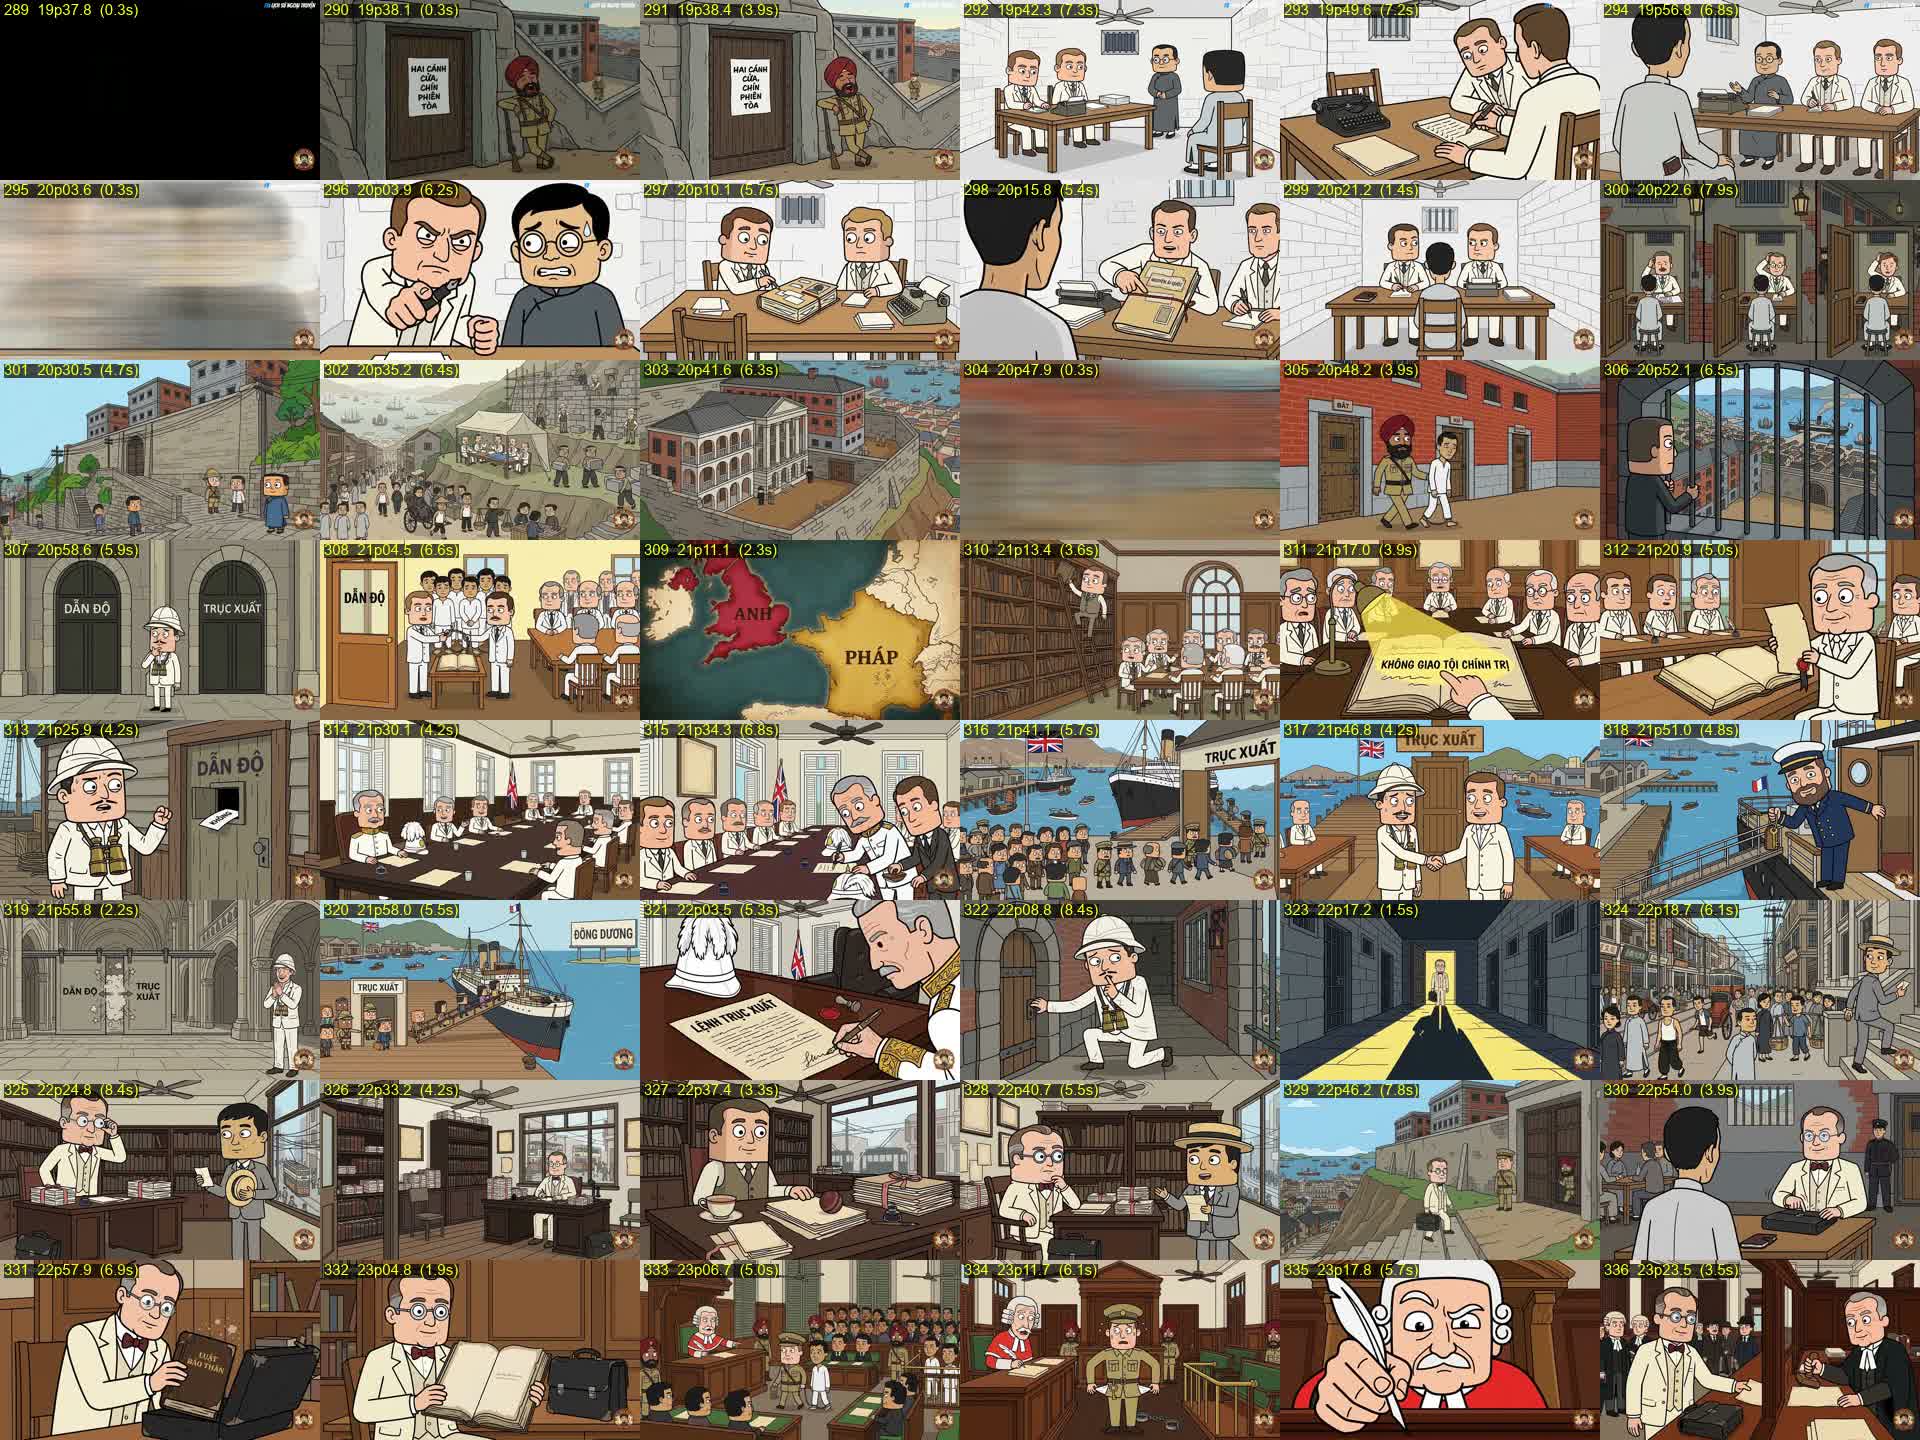 289 19p37.8 (0.3s)
LỊCH SỬ NGOẠI TRUYỆN
290 19p38.1 (0.3s)
HAI CÁNH
CỬA,
CHÍN
PHIÊN
TÒA
291 19p38.4 (3.9s)
HAI CÁNH
CỬA,
CHÍN
PHIÊN
TÒA
292 19p42.3 (7.3s)
293 19p49.6 (7.2s)
294 19p56.8 (6.8s)
295 20p03.6 (0.3s)
296 20p03.9 (6.2s)
297 20p10.1 (5.7s)
298 20p15.8 (5.4s)
299 20p21.2 (1.4s)
300 20p22.6 (7.9s)
301 20p30.5 (4.7s)
302 20p35.2 (6.4s)
303 20p41.6 (6.3s)
304 20p47.9 (0.3s)
305 20p48.2 (3.9s)
BẮT
306 20p52.1 (6.5s)
307 20p58.6 (5.9s)
DẪN ĐỘ
TRỤC XUẤT
308 21p04.5 (6.6s)
DẪN ĐỘ
309 21p11.1 (2.3s)
ANH
PHÁP
310 21p13.4 (3.6s)
311 21p17.0 (3.9s)
KHÔNG GIAO TỘI CHÍNH TRỊ
312 21p20.9 (5.0s)
313 21p25.9 (4.2s)
DẪN ĐỘ
KHÔNG
314 21p30.1 (4.2s)
315 21p34.3 (6.8s)
316 21p41.1 (5.7s)
TRỤC XUẤT
317 21p46.8 (4.2s)
TRỤC XUẤT
318 21p51.0 (4.8s)
319 21p55.8 (2.2s)
DẪN ĐỘ
TRỤC
XUẤT
320 21p58.0 (5.5s)
TRỤC XUẤT
ĐÔNG DƯƠNG
321 22p03.5 (5.3s)
LỆNH TRỤC XUẤT
322 22p08.8 (8.4s)
323 22p17.2 (1.5s)
324 22p18.7 (6.1s)
325 22p24.8 (8.4s)
326 22p33.2 (4.2s)
327 22p37.4 (3.3s)
328 22p40.7 (5.5s)
329 22p46.2 (7.8s)
330 22p54.0 (3.9s)
331 22p57.9 (6.9s)
LUẬT
BẢO THÂN
332 23p04.8 (1.9s)
333 23p06.7 (5.0s)
334 23p11.7 (6.1s)
335 23p17.8 (5.7s)
336 23p23.5 (3.5s)